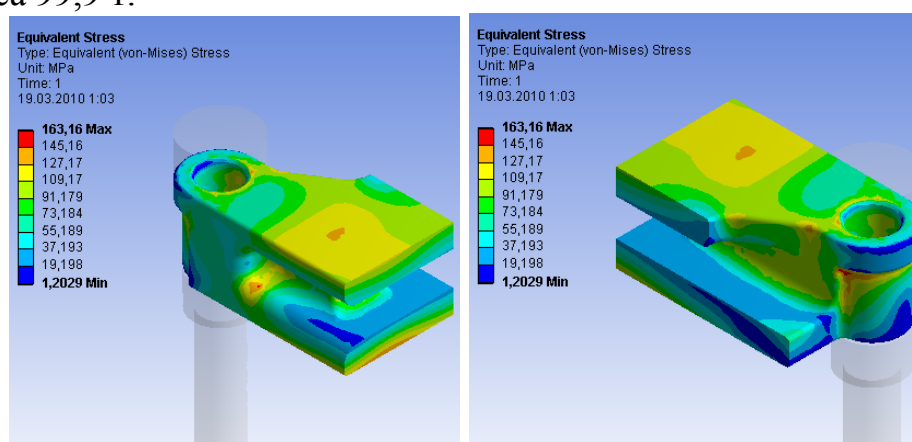 99,9
Equivalent Stress
Type: Equivalent (von-Mises) Stress
Unit: MPa
Time: 1
19.03.2010 1:03
163,16 Max
145,16
127,17
109,17
91,179
73,184
55,189
37,193
19,198
1,2029 Min
Equivalent Stress
Type: Equivalent (von-Mises) Stress
Unit: MPa
Time: 1
19.03.2010 1:03
163,16 Max
145,16
127,17
109,17
91,179
73,184
55,189
37,193
19,198
1,2029 Min